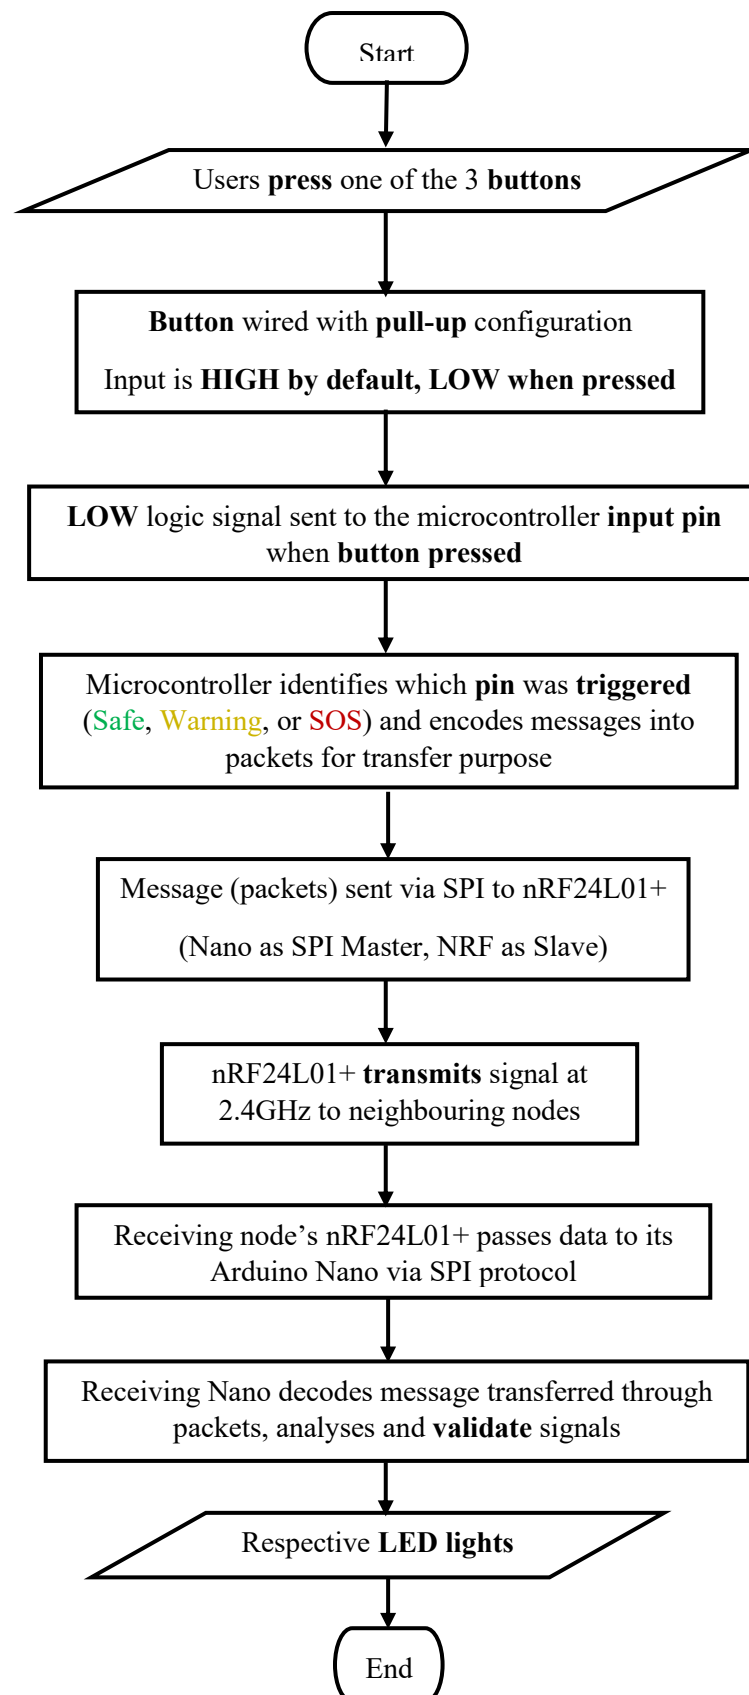 Start
Users press one of the 3 buttons
Button wired with pull-up configuration
Input is HIGH by default, LOW when pressed
LOW logic signal sent to the microcontroller input pin
when button pressed
Microcontroller identifies which pin was triggered
(Safe, Warning, or SOS) and encodes messages into
packets for transfer purpose
Message (packets) sent via SPI to nRF24L01+
(Nano as SPI Master, NRF as Slave)
nRF24L01+ transmits signal at
2.4GHz to neighbouring nodes
Receiving node’s nRF24L01+ passes data to its
Arduino Nano via SPI protocol
Receiving Nano decodes message transferred through
packets, analyses and validate signals
Respective LED lights
End